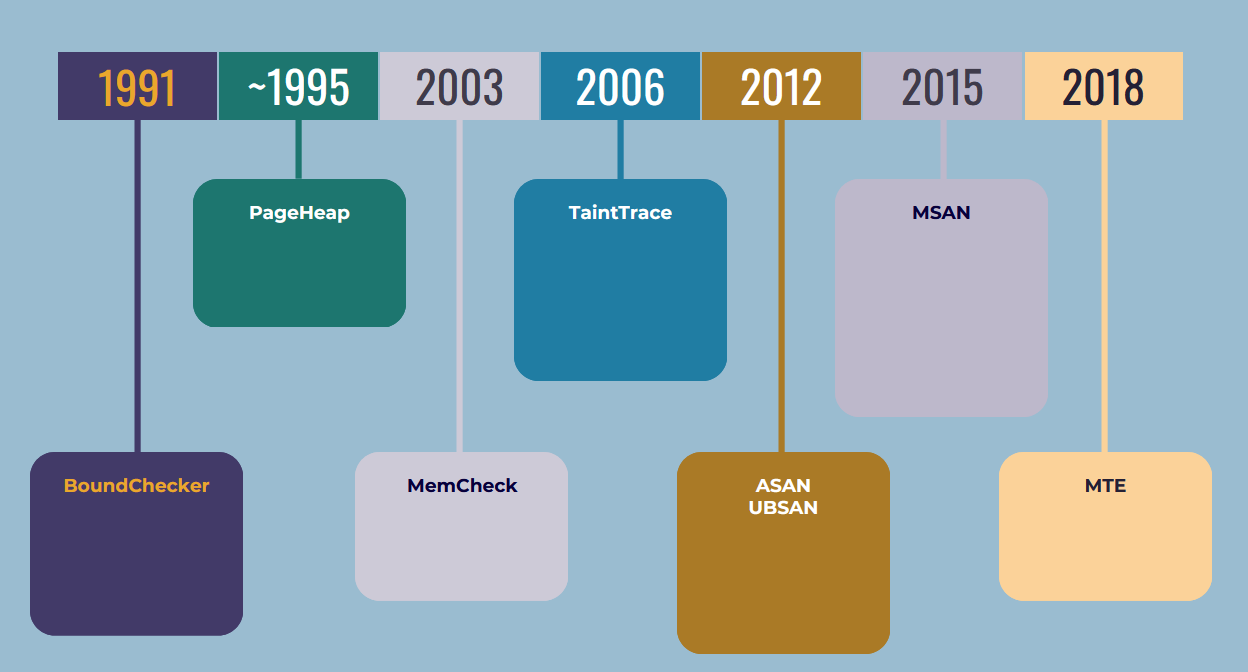 1991
~1995
2003
2006
2012
2015
2018
PageHeap
TaintTrace
MSAN
BoundChecker
MemCheck
ASAN
UBSAN
MTE